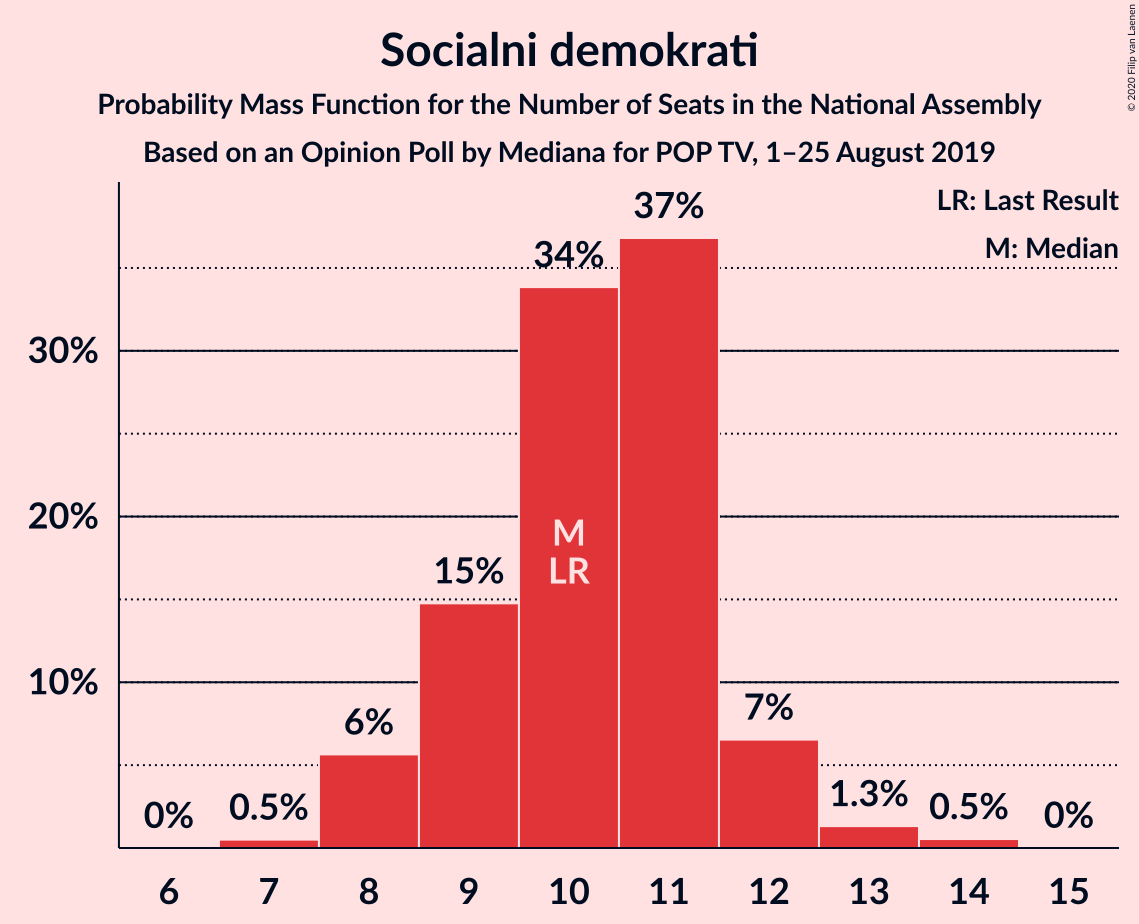 Socialni demokrati
Probability Mass Function for the Number of Seats in the National Assembly
Based on an Opinion Poll by Mediana for POP TV, 1–25 August 2019
© 2020 Filip van Laenen
LR: Last Result
M: Median
30%
20%
10%
0%
0.5%
6%
15%
34%
37%
7%
1.3%
0.5%
0%
M
LR
6 7 8 9 10 11 12 13 14 15